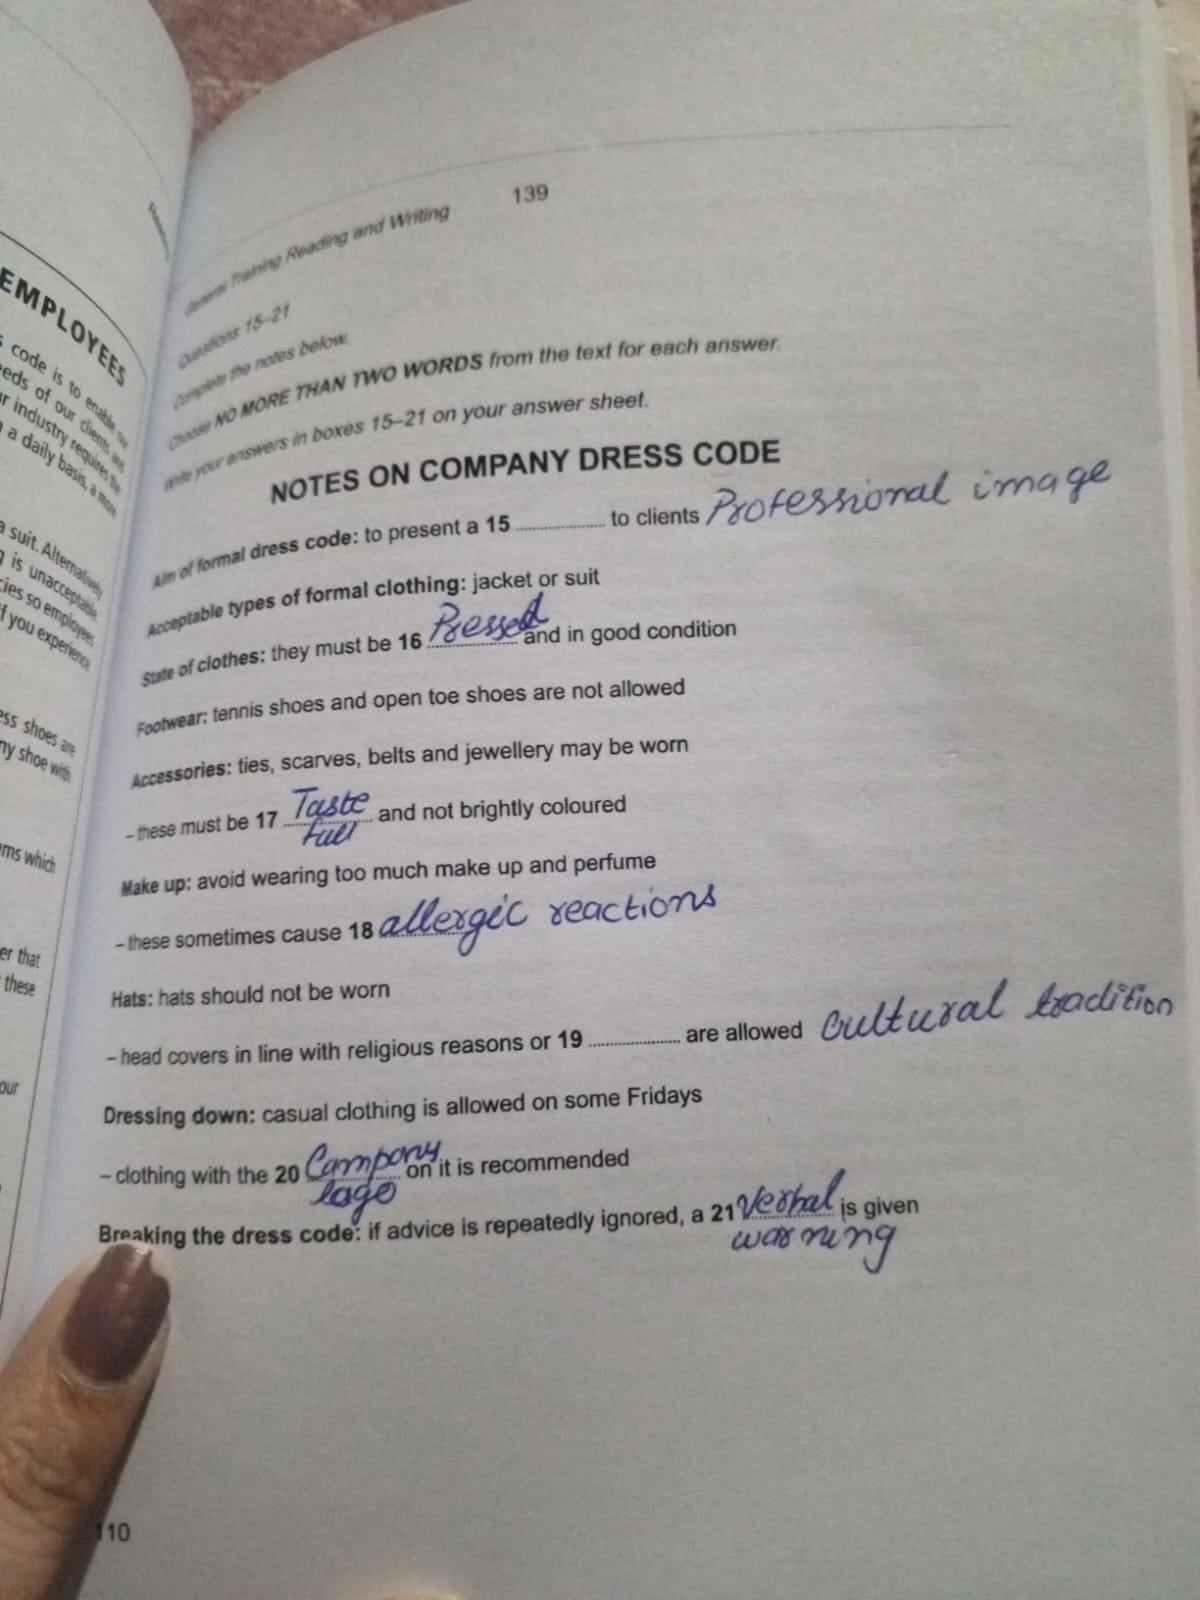 EMPLOYEES
code is to enable our
eeds of our clients and
r industry requires the
a daily basis, a more
a suit. Alternatively
g is unacceptable.
cies so employees
f you experience
ess shoes are
ny shoe with
ms which
er that
these
our
139
General Training Reading and Writing
Questions 15–21
Complete the notes below.
Choose NO MORE THAN TWO WORDS from the text for each answer.
Write your answers in boxes 15–21 on your answer sheet.
NOTES ON COMPANY DRESS CODE
Aim of formal dress code: to present a 15 .................. to clients Professional image
Acceptable types of formal clothing: jacket or suit
State of clothes: they must be 16 Pressed and in good condition
Footwear: tennis shoes and open toe shoes are not allowed
Accessories: ties, scarves, belts and jewellery may be worn
– these must be 17 Taste and not brightly coloured
full
Make up: avoid wearing too much make up and perfume
– these sometimes cause 18 allergic reactions
Hats: hats should not be worn
– head covers in line with religious reasons or 19 .................. are allowed cultural tradition
Dressing down: casual clothing is allowed on some Fridays
– clothing with the 20 Company on it is recommended
logo
Breaking the dress code: if advice is repeatedly ignored, a 21 Verbal is given
warning
110